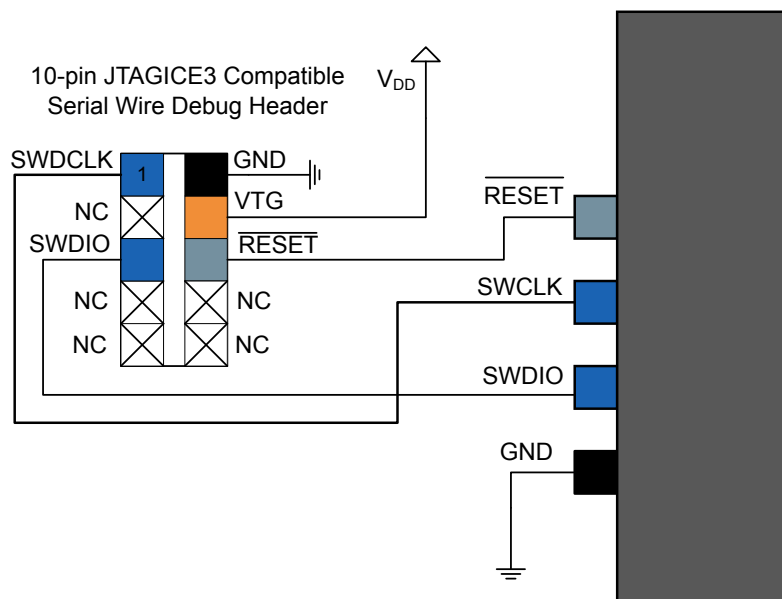 10-pin JTAGICE3 Compatible
Serial Wire Debug Header
VDD
SWDCLK
1
GND
NC
VTG
SWDIO
RESET
NC
NC
NC
NC
RESET
SWCLK
SWDIO
GND